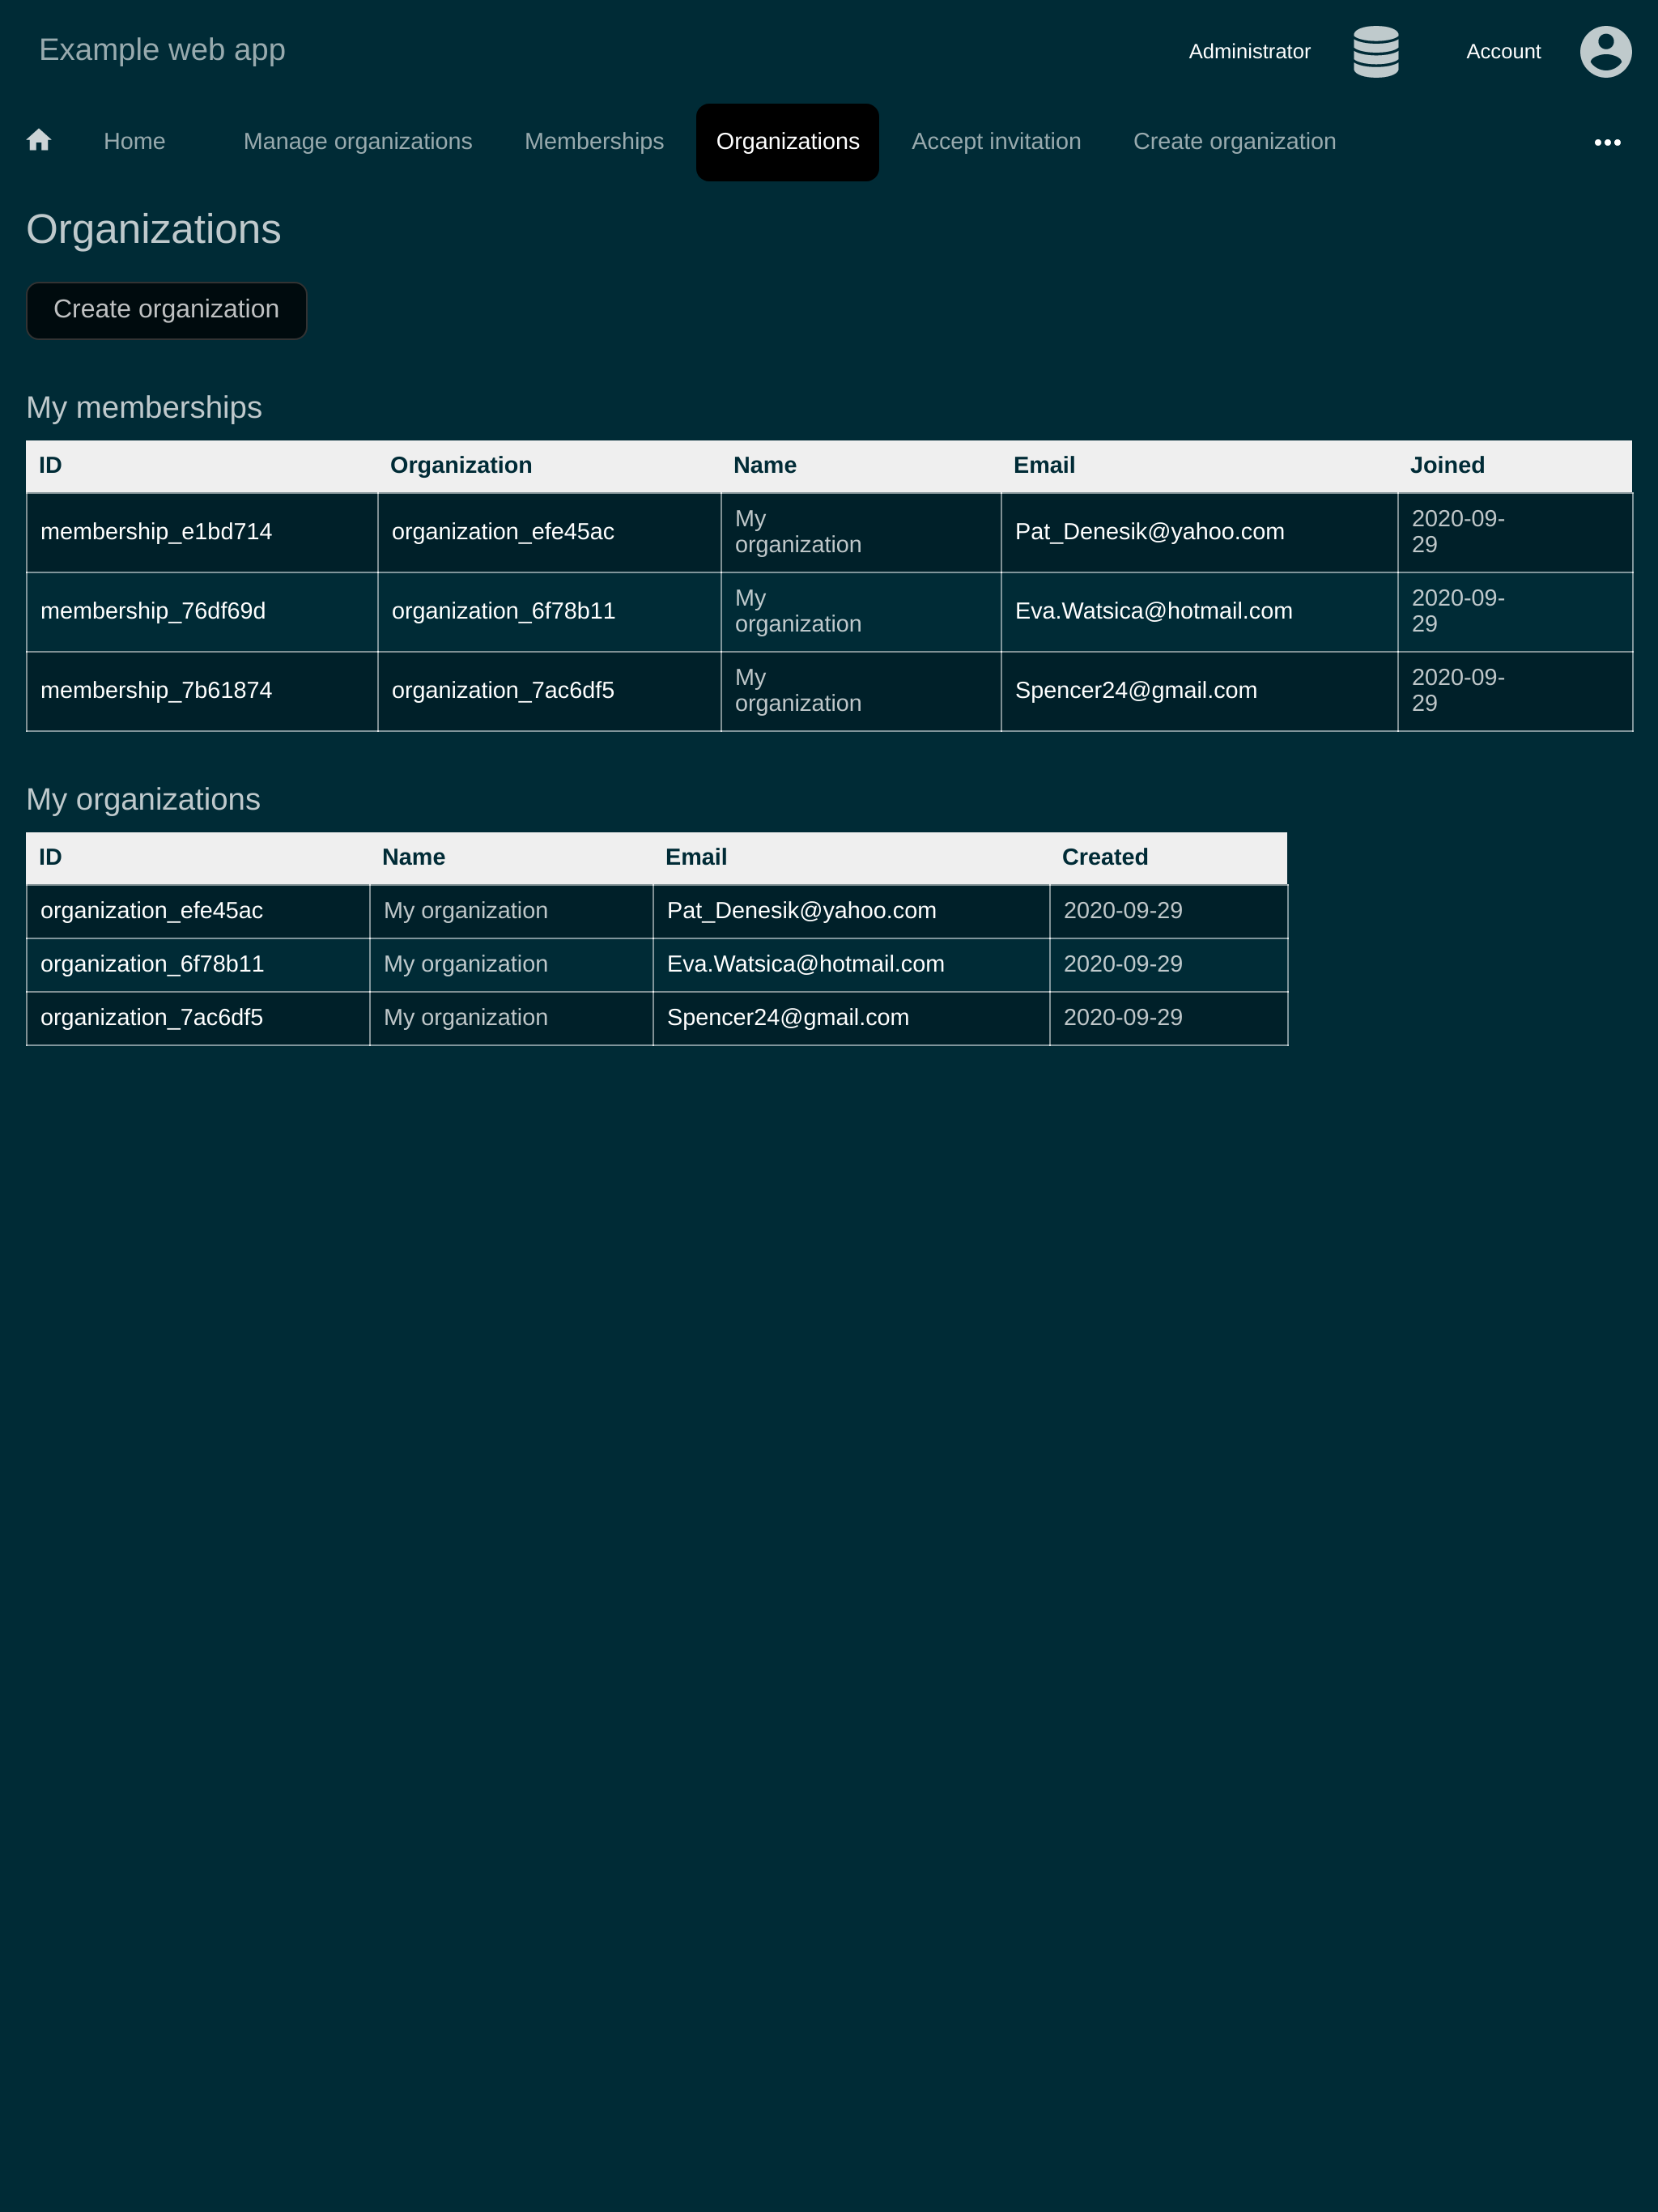 Example web app
Administrator
Account
Home
Manage organizations
Memberships
Organizations
Accept invitation
Create organization
Organizations
Create organization
My memberships
ID Organization Name Email Joined
membership_e1bd714 organization_efe45ac My organization Pat_Denesik@yahoo.com 2020-09-29
membership_76df69d organization_6f78b11 My organization Eva.Watsica@hotmail.com 2020-09-29
membership_7b61874 organization_7ac6df5 My organization Spencer24@gmail.com 2020-09-29
My organizations
ID Name Email Created
organization_efe45ac My organization Pat_Denesik@yahoo.com 2020-09-29
organization_6f78b11 My organization Eva.Watsica@hotmail.com 2020-09-29
organization_7ac6df5 My organization Spencer24@gmail.com 2020-09-29